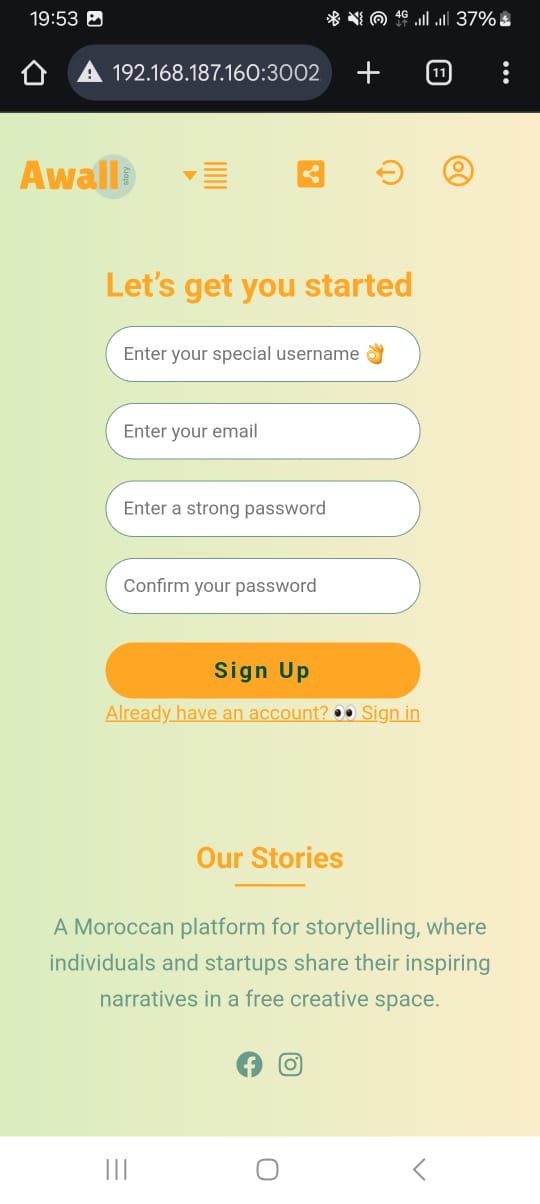 19:53
4G
37%
192.168.187.160:3002
11
Awall
story
Let’s get you started
Enter your special username 👌
Enter your email
Enter a strong password
Confirm your password
Sign Up
Already have an account? 👀 Sign in
Our Stories
A Moroccan platform for storytelling, where
individuals and startups share their inspiring
narratives in a free creative space.